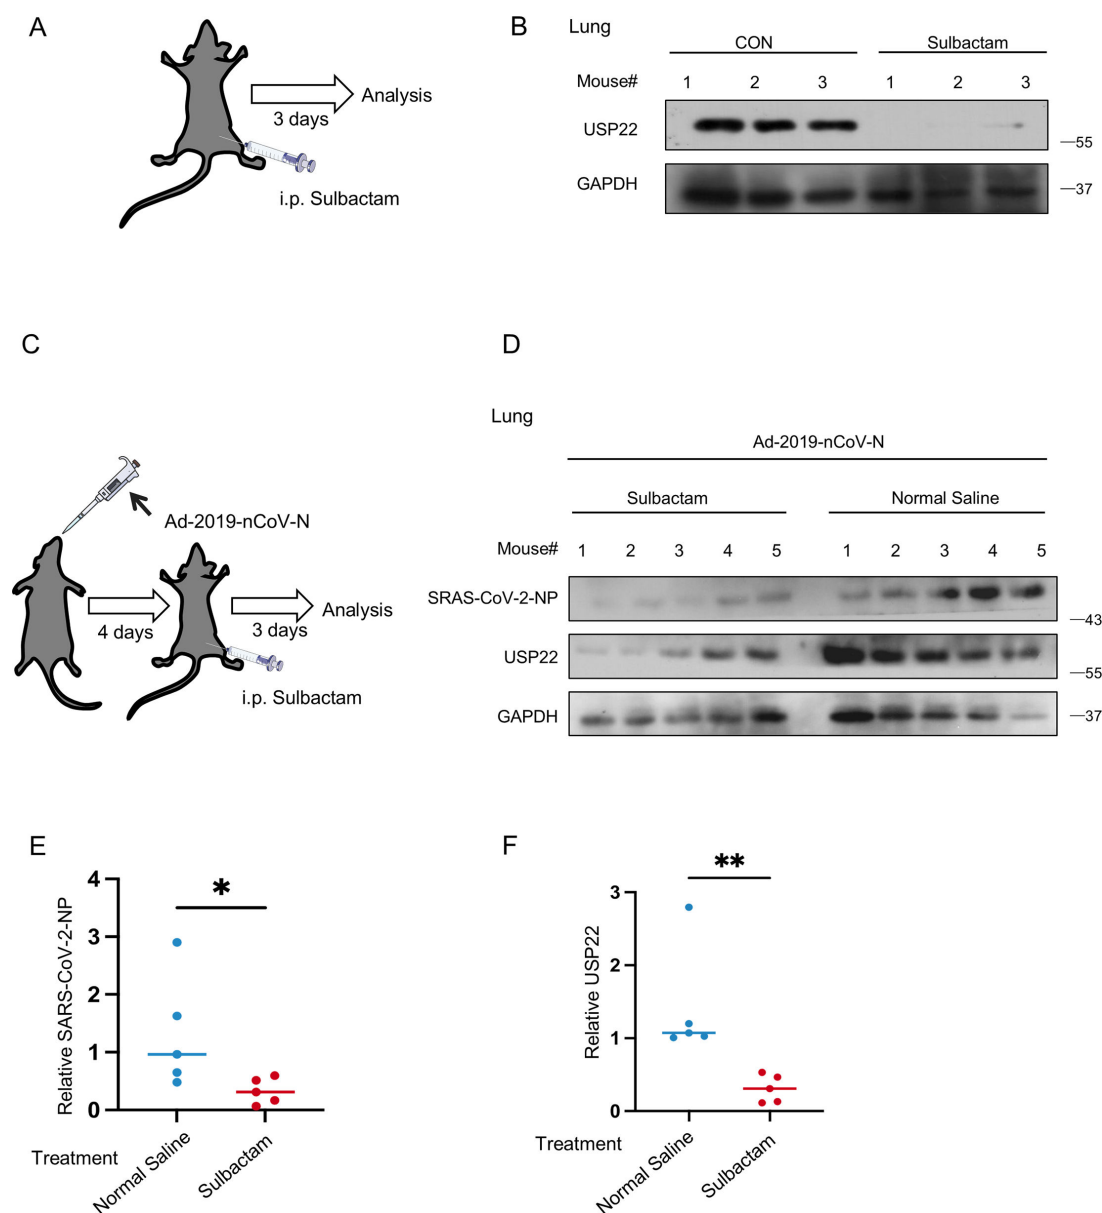 A
3 days
Analysis
i.p. Sulbactam
B
Lung
CON
Sulbactam
Mouse#
1
2
3
1
2
3
USP22
—55
GAPDH
—37
C
Ad-2019-nCoV-N
4 days
3 days
Analysis
i.p. Sulbactam
D
Lung
Ad-2019-nCoV-N
Sulbactam
Normal Saline
Mouse#
1
2
3
4
5
1
2
3
4
5
SRAS-CoV-2-NP
—43
USP22
—55
GAPDH
—37
E
Relative SARS-CoV-2-NP
4
3
2
1
0
*
Treatment
Normal Saline
Sulbactam
F
Relative USP22
3
2
1
0
**
Treatment
Normal Saline
Sulbactam